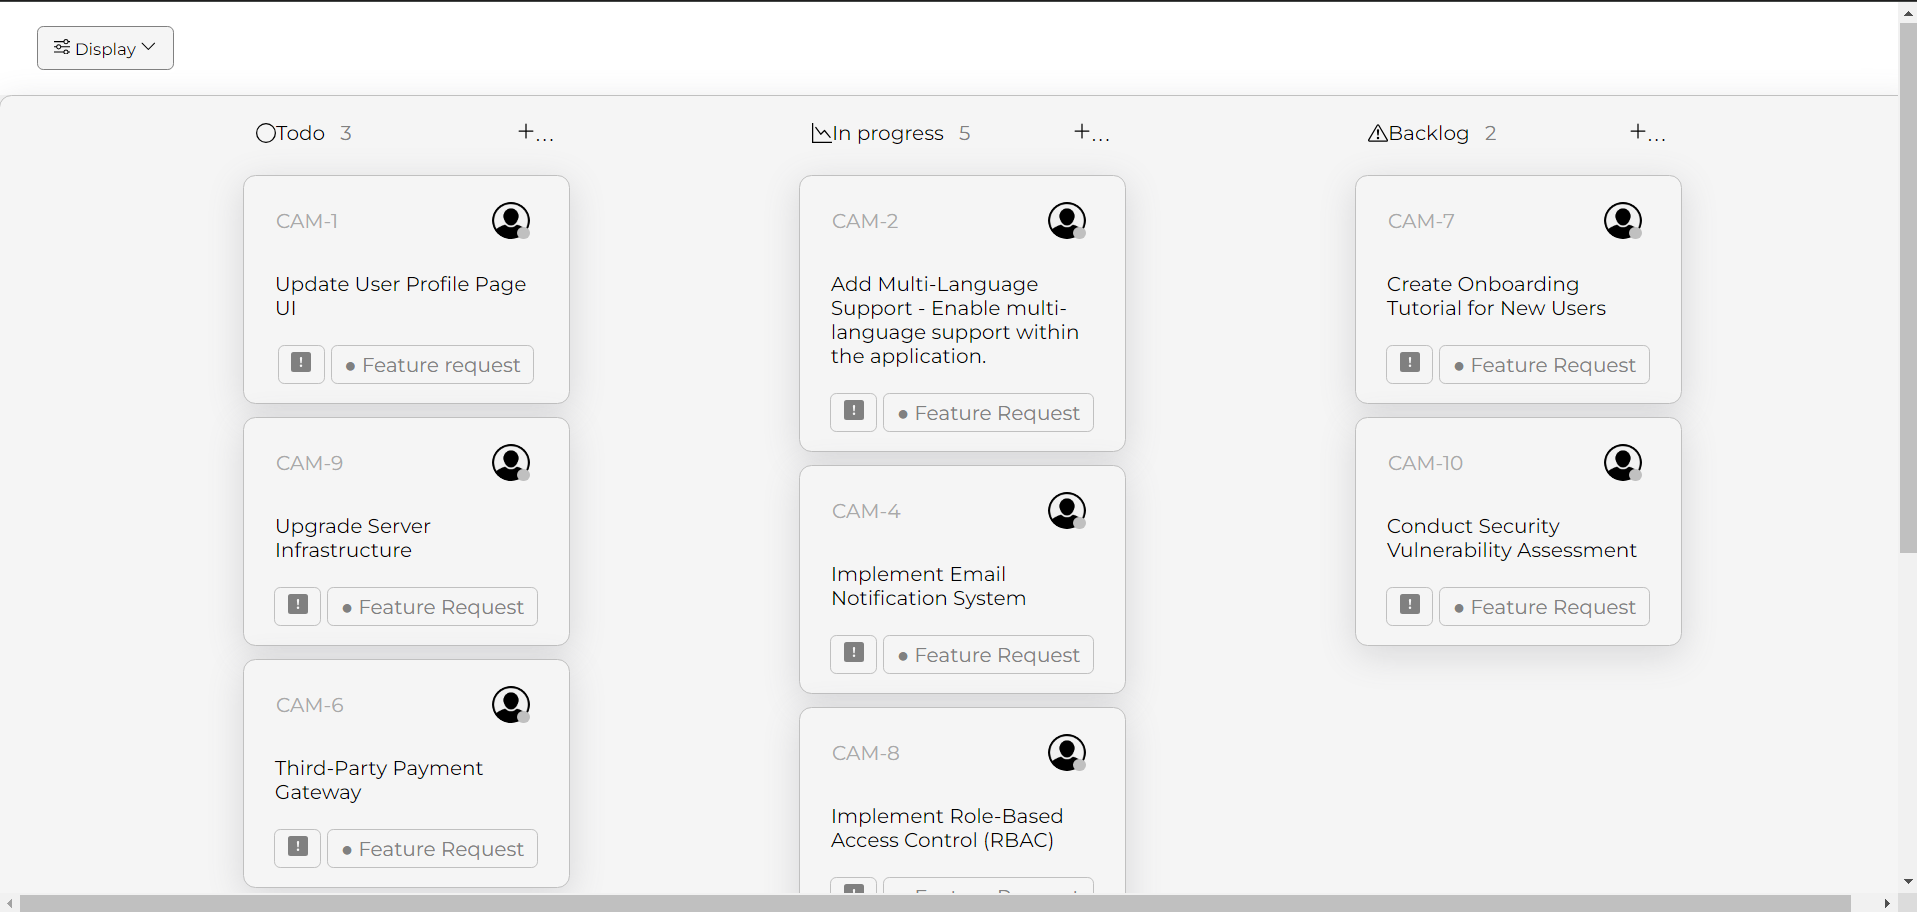 Display
Todo 3 +...
CAM-1
Update User Profile Page
UI
! ● Feature request
CAM-9
Upgrade Server
Infrastructure
! ● Feature Request
CAM-6
Third-Party Payment
Gateway
! ● Feature Request
In progress 5 +...
CAM-2
Add Multi-Language
Support - Enable multi-
language support within
the application.
! ● Feature Request
CAM-4
Implement Email
Notification System
! ● Feature Request
CAM-8
Implement Role-Based
Access Control (RBAC)
Backlog 2 +...
CAM-7
Create Onboarding
Tutorial for New Users
! ● Feature Request
CAM-10
Conduct Security
Vulnerability Assessment
! ● Feature Request